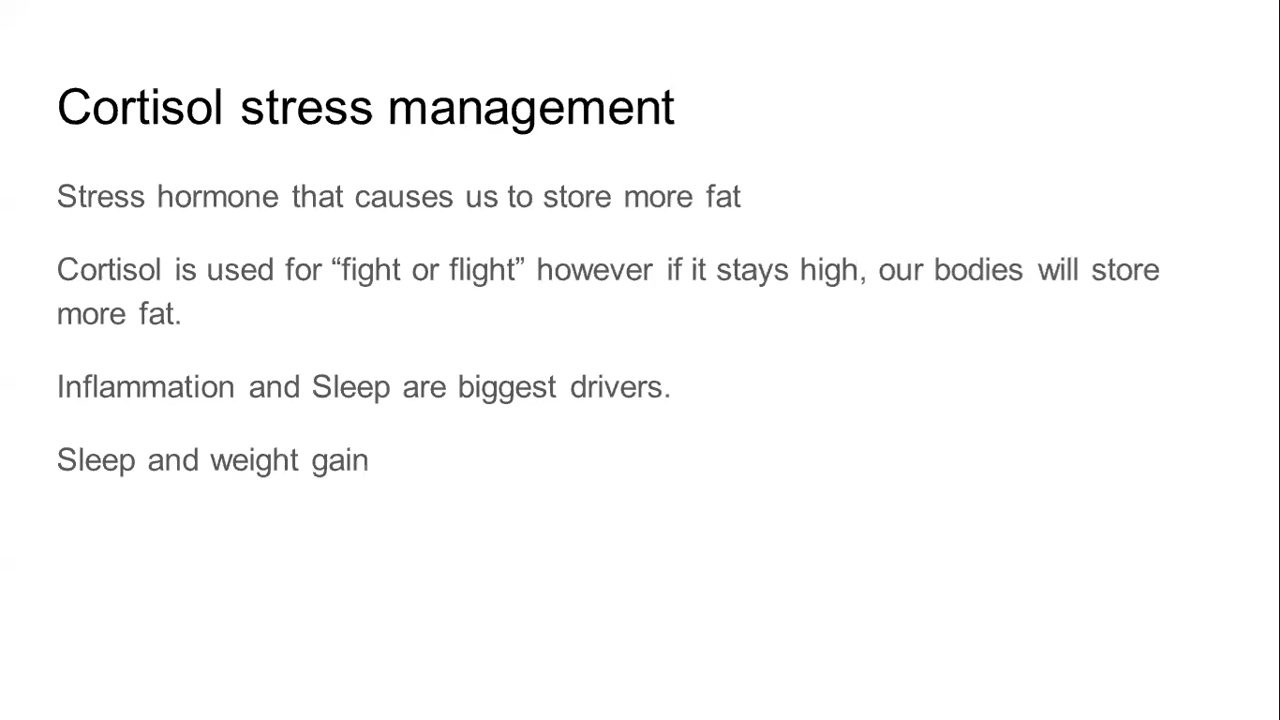 Cortisol stress management
Stress hormone that causes us to store more fat
Cortisol is used for “fight or flight” however if it stays high, our bodies will store
more fat.
Inflammation and Sleep are biggest drivers.
Sleep and weight gain